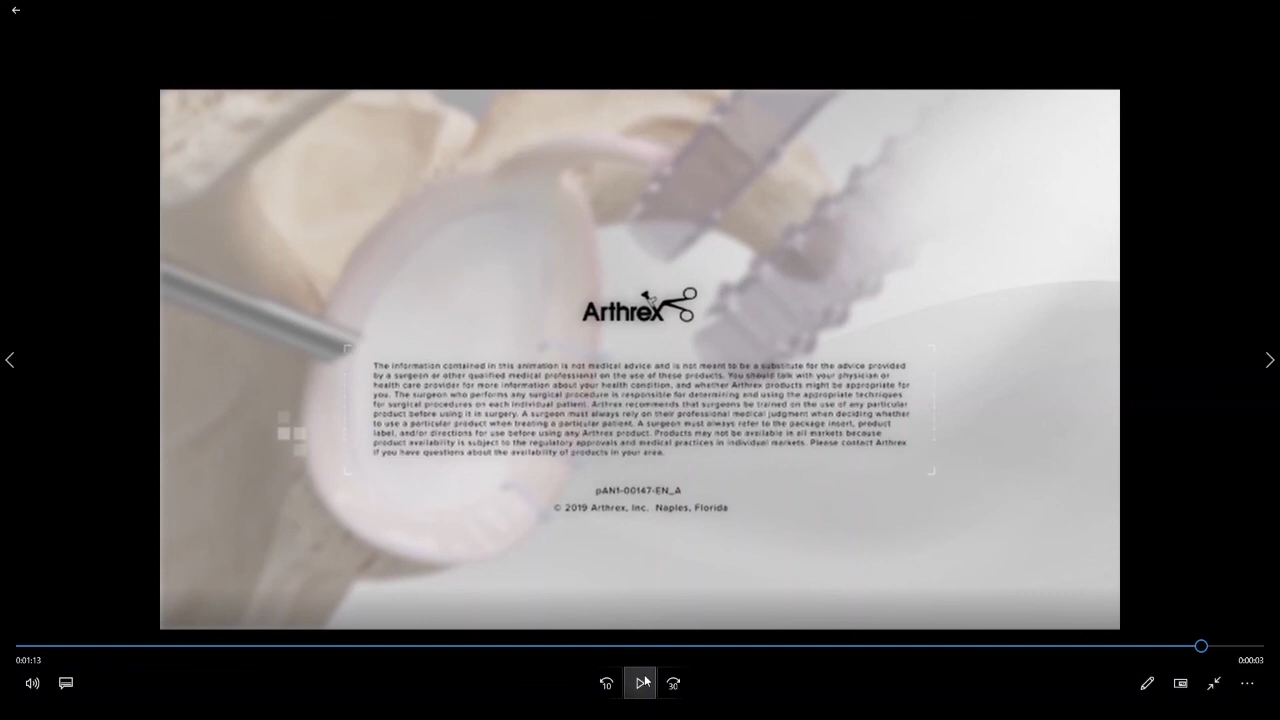 Arthrex
The information contained in this animation is not medical advice and is not meant to be a substitute for the advice provided
by a surgeon or other qualified medical professional on the use of these products. You should talk with your physician or
health care provider for more information about your health condition, and whether Arthrex products might be appropriate for
you. The surgeon who performs any surgical procedure is responsible for determining and using the appropriate techniques
for surgical procedures on each individual patient. Arthrex recommends that surgeons be trained on the use of any particular
product before using it in surgery. A surgeon must always rely on their professional medical judgment when deciding whether
to use a particular product when treating a particular patient. A surgeon must always refer to the package insert, product
label, and/or directions for use before using any Arthrex product. Products may not be available in all markets because
product availability is subject to the regulatory approvals and medical practices in individual markets. Please contact Arthrex
if you have questions about the availability of products in your area.
pAN1-00147-EN_A
© 2019 Arthrex, Inc. Naples, Florida
0:01:13
0:00:03
10
30